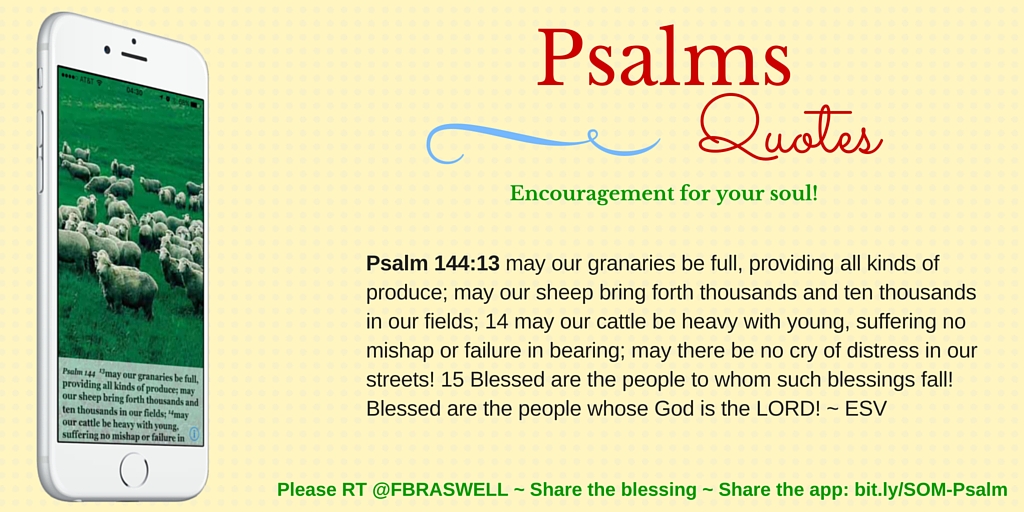 AT&T
04:30
Psalm 144 13may our granaries be full,
providing all kinds of produce; may
our sheep bring forth thousands and
ten thousands in our fields; 14may
our cattle be heavy with young,
suffering no mishap or failure in
Psalms
Quotes
Encouragement for your soul!
Psalm 144:13 may our granaries be full, providing all kinds of
produce; may our sheep bring forth thousands and ten thousands
in our fields; 14 may our cattle be heavy with young, suffering no
mishap or failure in bearing; may there be no cry of distress in our
streets! 15 Blessed are the people to whom such blessings fall!
Blessed are the people whose God is the LORD! ~ ESV
Please RT @FBRASWELL ~ Share the blessing ~ Share the app: bit.ly/SOM-Psalm